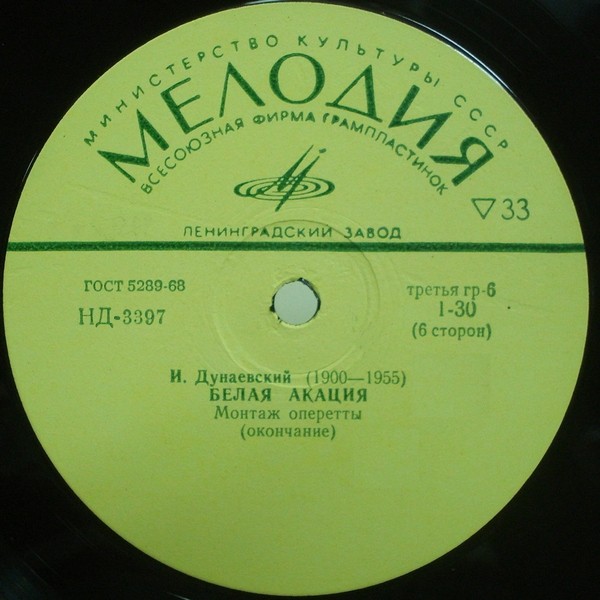 МИНИСТЕРСТВО КУЛЬТУРЫ СССР
МЕЛОДИЯ
ВСЕСОЮЗНАЯ ФИРМА ГРАМПЛАСТИНОК
▽33
ЛЕНИНГРАДСКИЙ ЗАВОД
ГОСТ 5289-68
НД-3397
третья гр-6
1-30
(6 сторон)
И. Дунаевский (1900—1955)
БЕЛАЯ АКАЦИЯ
Монтаж оперетты
(окончание)